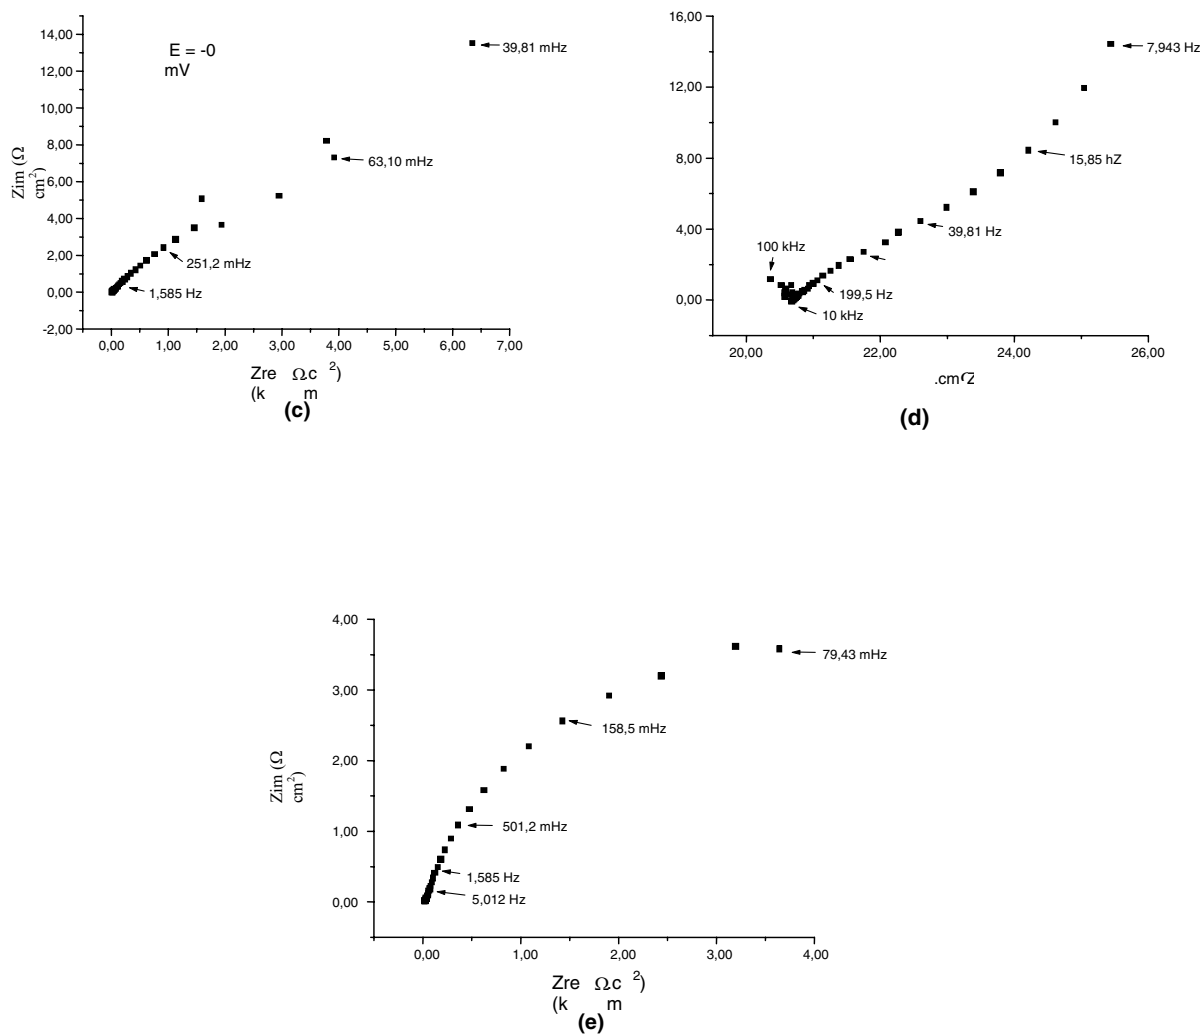 14,00
12,00
10,00
8,00
6,00
4,00
2,00
0,00
-2,00
Zim (Ω
cm²)
E = -0
mV
39,81 mHz
63,10 mHz
251,2 mHz
1,585 Hz
0,00 1,00 2,00 3,00 4,00 5,00 6,00 7,00
Zre Ω.c ²)
(k m
(c)
16,00
12,00
8,00
4,00
0,00
7,943 Hz
15,85 hZ
39,81 Hz
100 kHz
199,5 Hz
10 kHz
20,00 22,00 24,00 26,00
.cm
(d)
4,00
3,00
2,00
1,00
0,00
Zim (Ω
cm²)
79,43 mHz
158,5 mHz
501,2 mHz
1,585 Hz
5,012 Hz
0,00 1,00 2,00 3,00 4,00
Zre Ω.c ²)
(k m
(e)